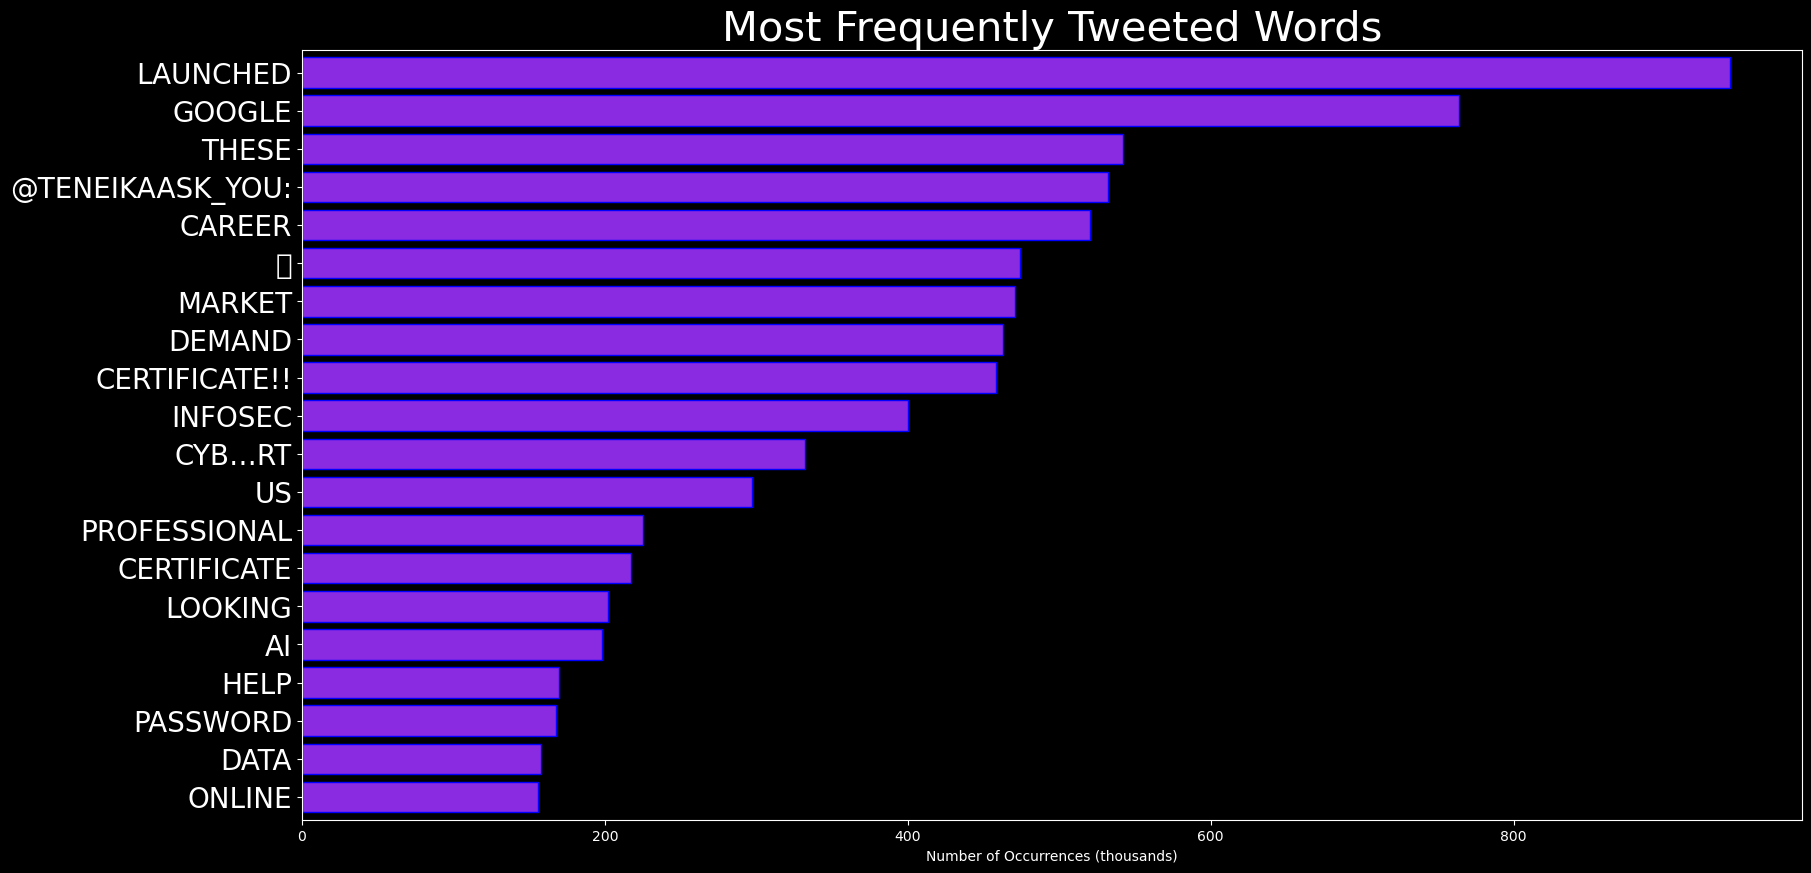 Most Frequently Tweeted Words
LAUNCHED
GOOGLE
THESE
@TENEIKAASK_YOU:
CAREER
MARKET
DEMAND
CERTIFICATE!!
INFOSEC
CYB…RT
US
PROFESSIONAL
CERTIFICATE
LOOKING
AI
HELP
PASSWORD
DATA
ONLINE
0 200 400 600 800
Number of Occurrences (thousands)